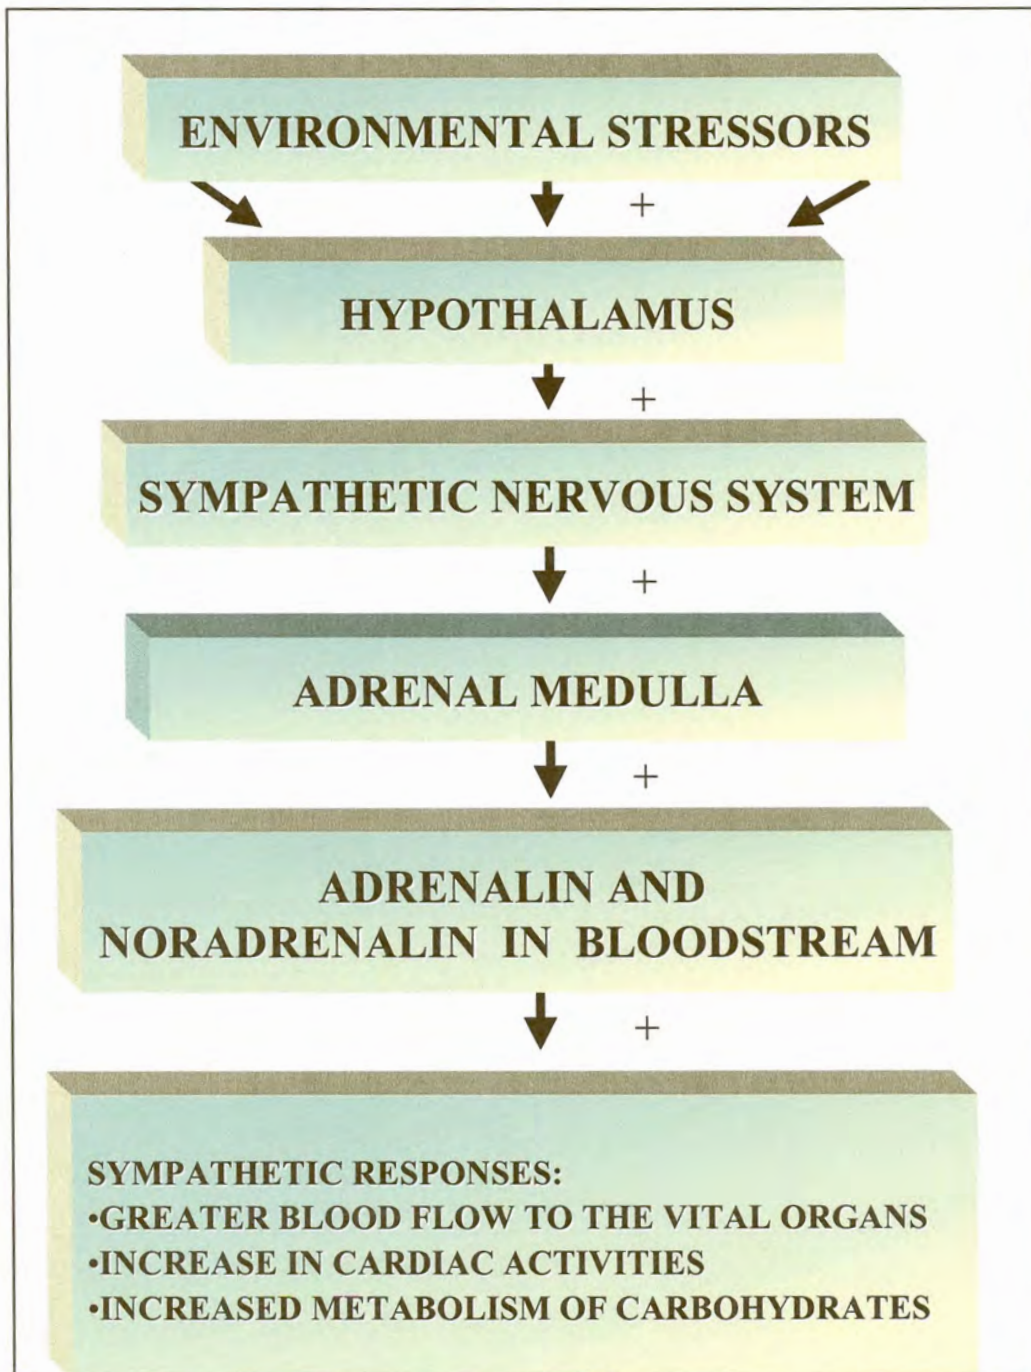 ENVIRONMENTAL STRESSORS
+
HYPOTHALAMUS
+
SYMPATHETIC NERVOUS SYSTEM
+
ADRENAL MEDULLA
+
ADRENALIN AND
NORADRENALIN IN BLOODSTREAM
+
SYMPATHETIC RESPONSES:
•GREATER BLOOD FLOW TO THE VITAL ORGANS
•INCREASE IN CARDIAC ACTIVITIES
•INCREASED METABOLISM OF CARBOHYDRATES